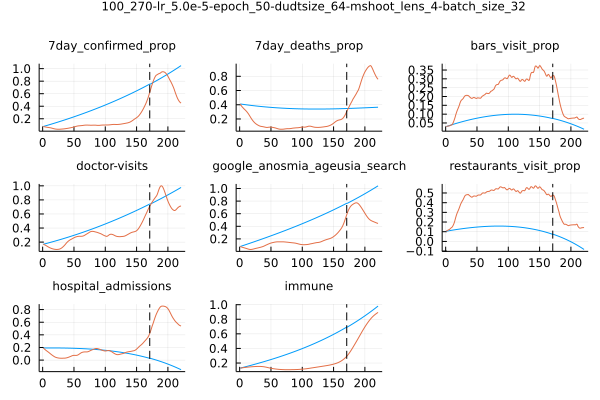 100_270-lr_5.0e-5-epoch_50-dudtsize_64-mshoot_lens_4-batch_size_32
7day_confirmed_prop 7day_deaths_prop bars_visit_prop
1.0 0.8 0.6 0.4 0.2
0 50 100 150 200
0.8 0.6 0.4 0.2
0 50 100 150 200
0.35 0.30 0.25 0.20 0.15 0.10 0.05
0 50 100 150 200
doctor-visits google_anosmia_ageusia_search restaurants_visit_prop
1.0 0.8 0.6 0.4 0.2
0 50 100 150 200
1.0 0.8 0.6 0.4 0.2
0 50 100 150 200
0.5 0.4 0.3 0.2 0.1 0.0 −0.1
0 50 100 150 200
hospital_admissions immune
0.8 0.6 0.4 0.2 0.0
0 50 100 150 200
1.0 0.8 0.6 0.4 0.2
0 50 100 150 200